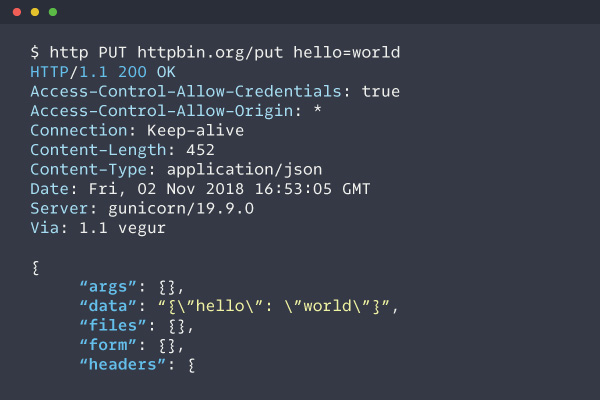 $ http PUT httpbin.org/put hello=world
HTTP/1.1 200 OK
Access-Control-Allow-Credentials: true
Access-Control-Allow-Origin: *
Connection: Keep-alive
Content-Length: 452
Content-Type: application/json
Date: Fri, 02 Nov 2018 16:53:05 GMT
Server: gunicorn/19.9.0
Via: 1.1 vegur
{
“args”: {},
“data”: “{\”hello\”: \”world\”}”,
“files”: {},
“form”: {},
“headers”: {